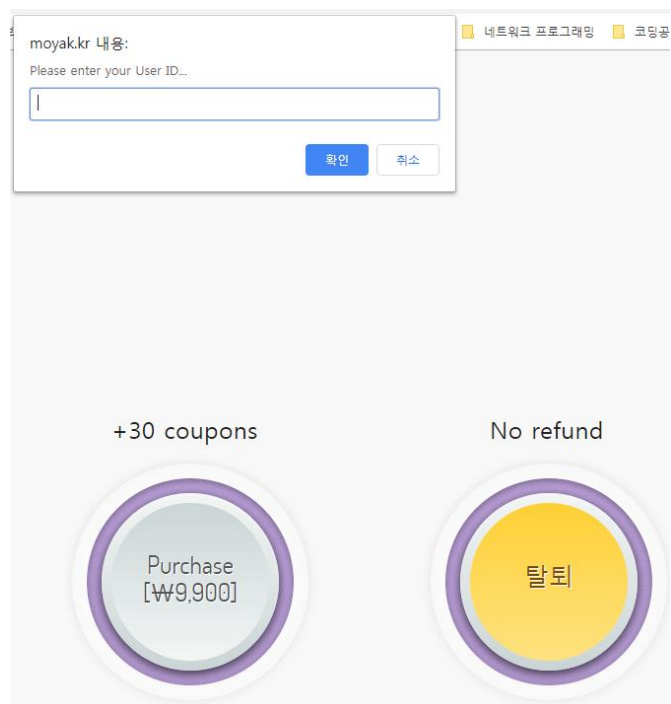 moyak.kr 내용:
네트워크 프로그래밍
코딩공
Please enter your User ID...
확인
취소
+30 coupons
No refund
Purchase
[₩9,900]
탈퇴